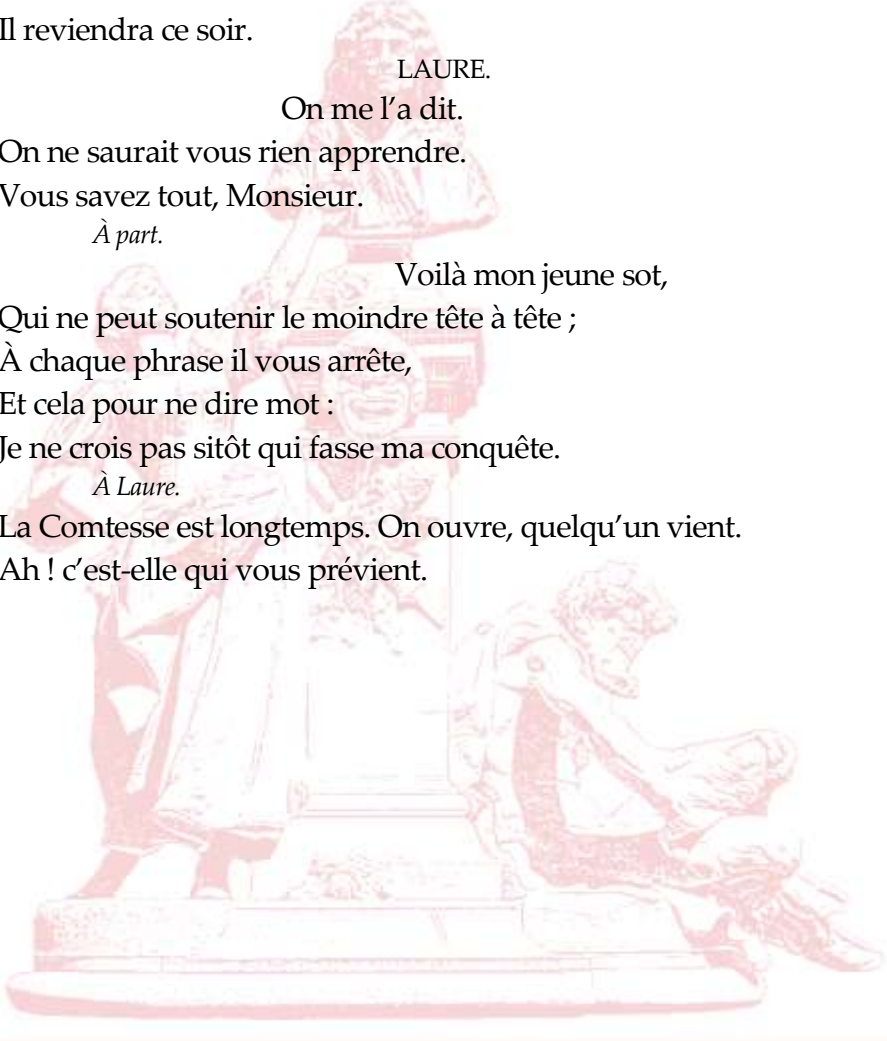 Il reviendra ce soir.
LAURE.
On me l’a dit.
On ne saurait vous rien apprendre.
Vous savez tout, Monsieur.
À part.
Voilà mon jeune sot,
Qui ne peut soutenir le moindre tête à tête ;
À chaque phrase il vous arrête,
Et cela pour ne dire mot :
Je ne crois pas sitôt qui fasse ma conquête.
À Laure.
La Comtesse est longtemps. On ouvre, quelqu’un vient.
Ah ! c’est-elle qui vous prévient.